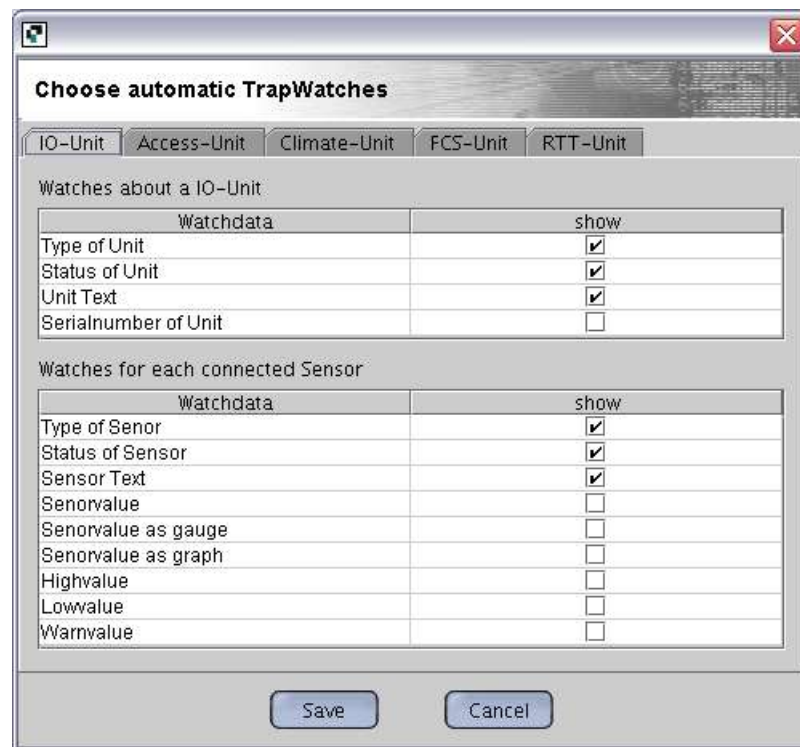 Choose automatic TrapWatches
IO-Unit Access-Unit Climate-Unit FCS-Unit RTT-Unit
Watches about a IO-Unit
Watchdata show
Type of Unit
Status of Unit
Unit Text
Serialnumber of Unit
Watches for each connected Sensor
Watchdata show
Type of Senor
Status of Sensor
Sensor Text
Senorvalue
Senorvalue as gauge
Senorvalue as graph
Highvalue
Lowvalue
Warnvalue
Save Cancel